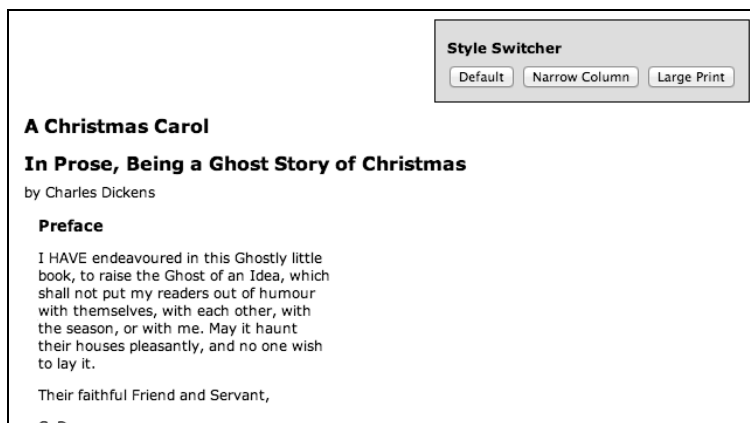 Style Switcher
Default Narrow Column Large Print
A Christmas Carol
In Prose, Being a Ghost Story of Christmas
by Charles Dickens
Preface
I HAVE endeavoured in this Ghostly little
book, to raise the Ghost of an Idea, which
shall not put my readers out of humour
with themselves, with each other, with
the season, or with me. May it haunt
their houses pleasantly, and no one wish
to lay it.
Their faithful Friend and Servant,